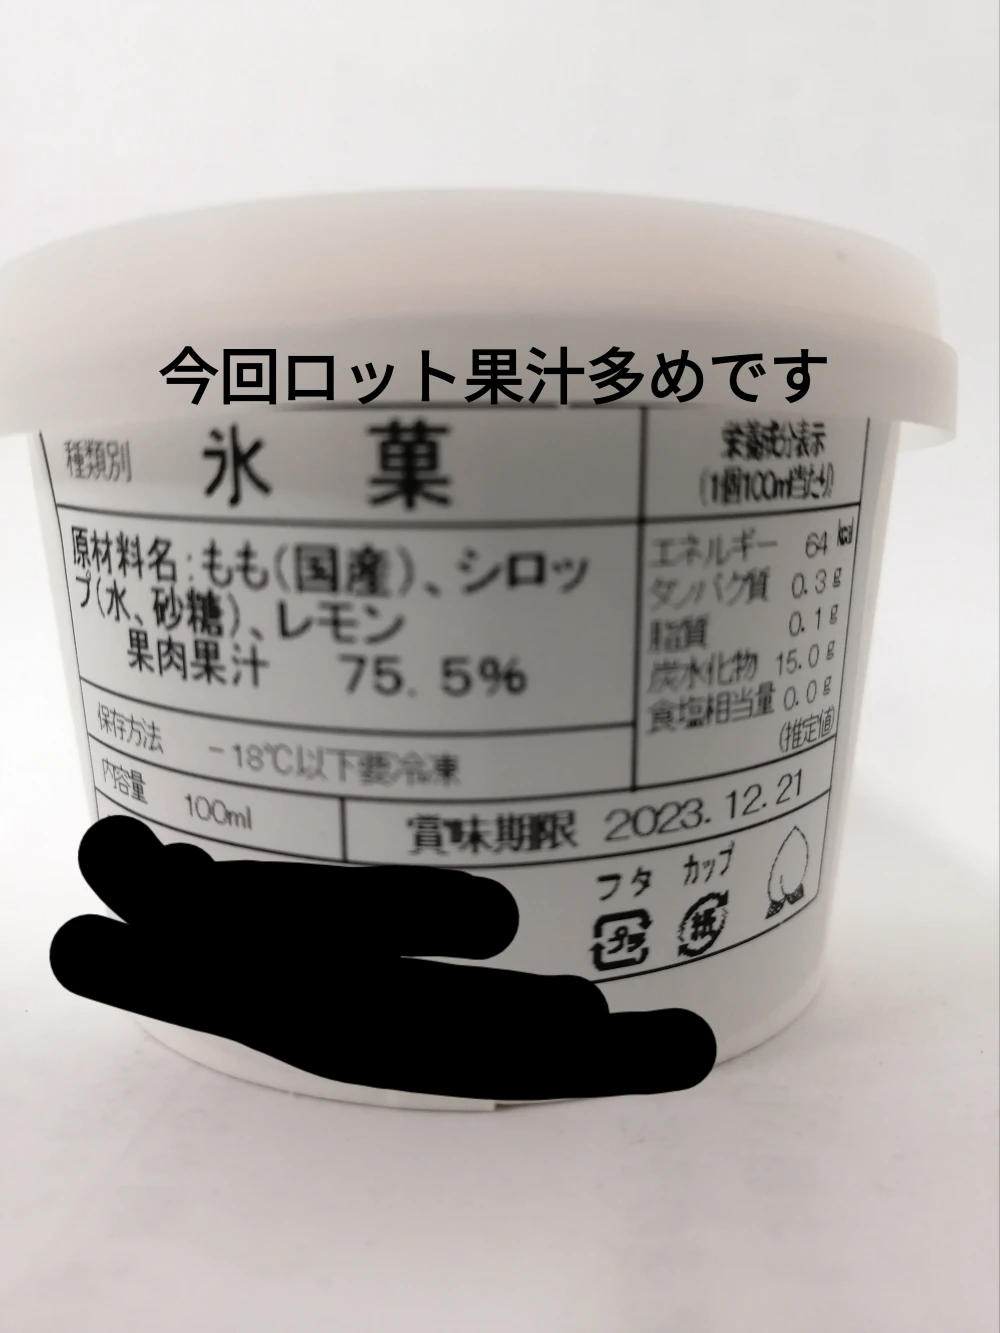 今回ロット果汁多めです
種類別 氷 菓
原材料名:もも(国産)、シロッ
プ(水、砂糖)、レモン
果肉果汁 75.5%
保存方法 -18℃以下要冷凍
内容量 100ml
賞味期限 2023.12.21
栄養成分表示
(1個100ml当たり)
エネルギー 64 kcal
タンパク質 0.3g
脂質 0.1g
炭水化物 15.0g
食塩相当量 0.0g
(推定値)
フタ カップ
プラ 紙